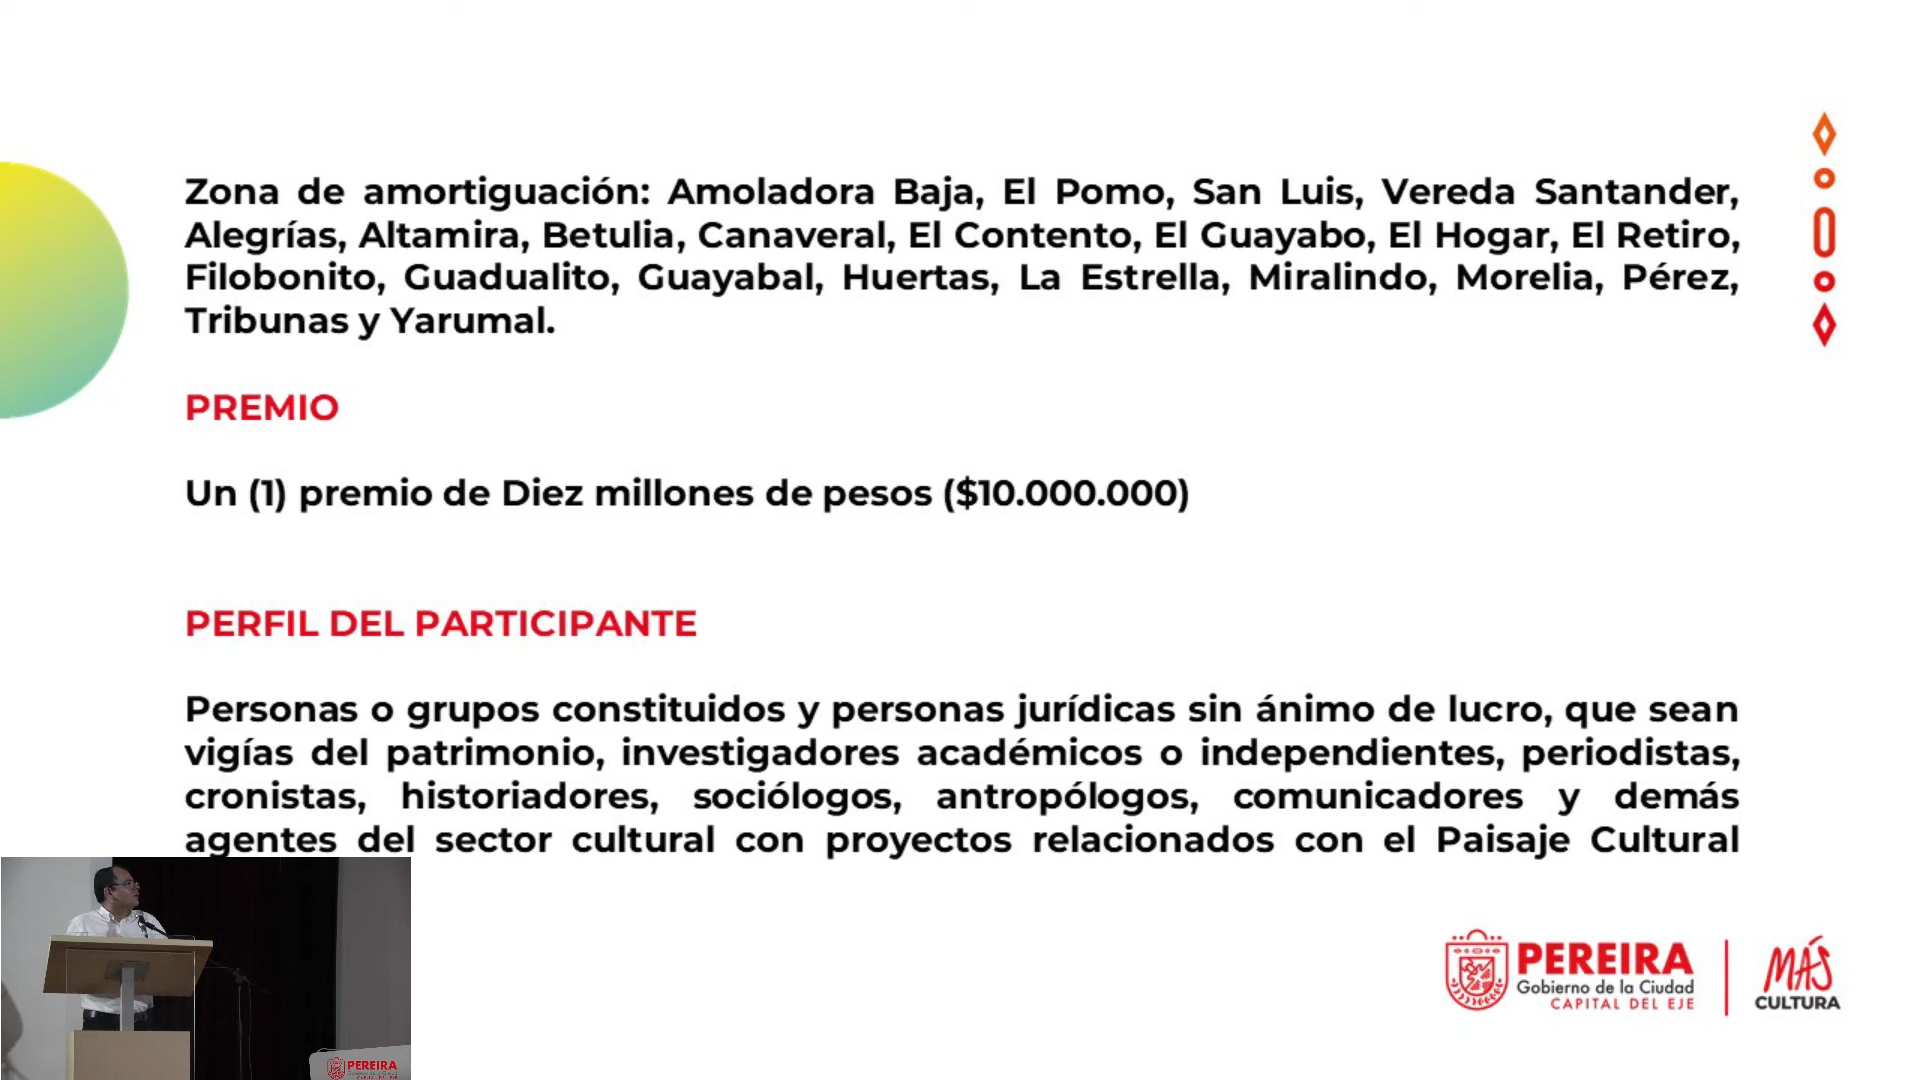 Zona de amortiguación: Amoladora Baja, El Pomo, San Luis, Vereda Santander,
Alegrías, Altamira, Betulia, Canaveral, El Contento, El Guayabo, El Hogar, El Retiro,
Filobonito, Guadualito, Guayabal, Huertas, La Estrella, Miralindo, Morelia, Pérez,
Tribunas y Yarumal.
PREMIO
Un (1) premio de Diez millones de pesos ($10.000.000)
PERFIL DEL PARTICIPANTE
Personas o grupos constituidos y personas jurídicas sin ánimo de lucro, que sean
vigías del patrimonio, investigadores académicos o independientes, periodistas,
cronistas, historiadores, sociólogos, antropólogos, comunicadores y demás
agentes del sector cultural con proyectos relacionados con el Paisaje Cultural
PEREIRA
Gobierno de la Ciudad
CAPITAL DEL EJE
MÁS
CULTURA
PEREIRA